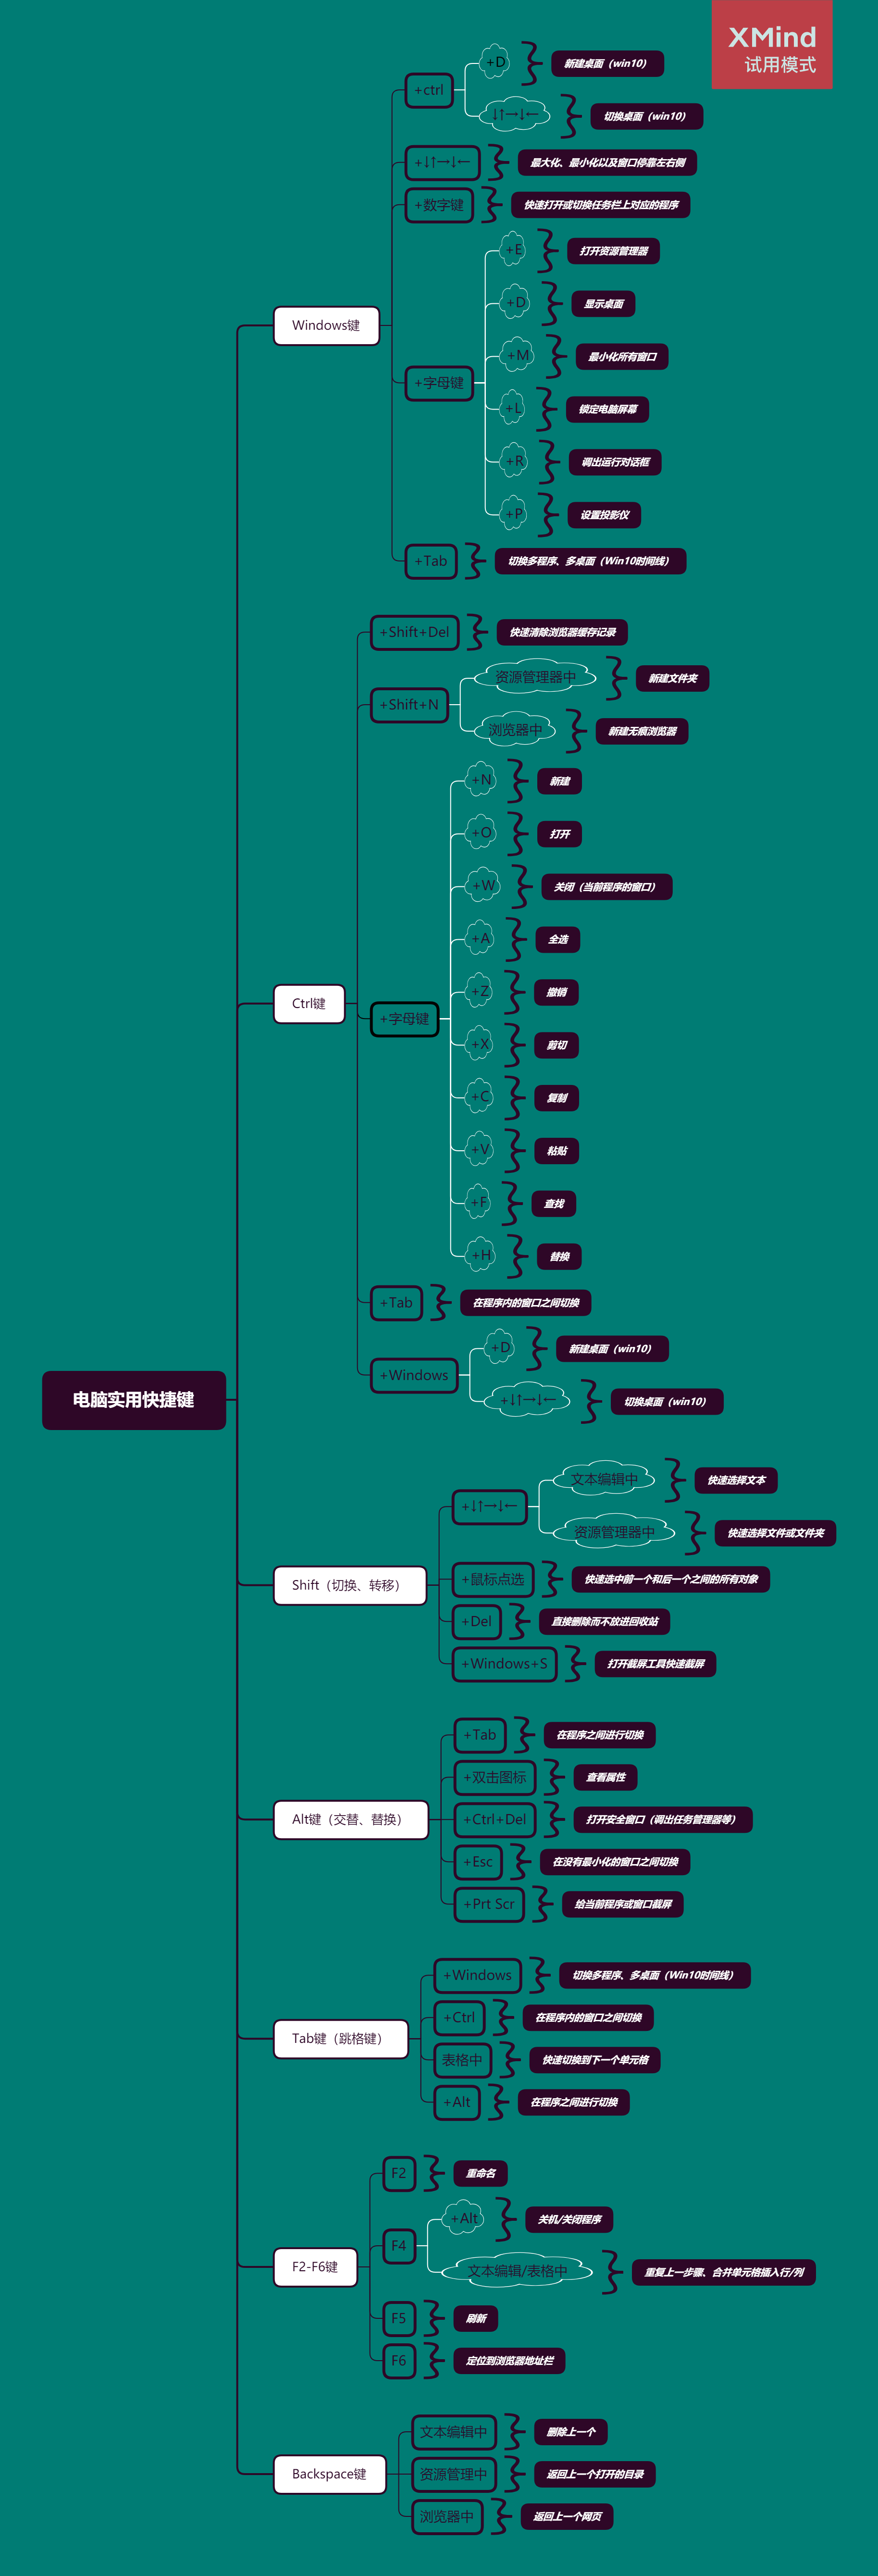 XMind
试用模式
电脑实用快捷键
Windows键
+ctrl
+D
新建桌面（win10）
↓↑→↓←
切换桌面（win10）
+↓↑→↓←
最大化、最小化以及窗口停靠左右侧
+数字键
快速打开或切换任务栏上对应的程序
+字母键
+E
打开资源管理器
+D
显示桌面
+M
最小化所有窗口
+L
锁定电脑屏幕
+R
调出运行对话框
+P
设置投影仪
+Tab
切换多程序、多桌面（Win10时间线）
Ctrl键
+Shift+Del
快速清除浏览器缓存记录
+Shift+N
资源管理器中
新建文件夹
浏览器中
新建无痕浏览器
+字母键
+N
新建
+O
打开
+W
关闭（当前程序的窗口）
+A
全选
+Z
撤销
+X
剪切
+C
复制
+V
粘贴
+F
查找
+H
替换
+Tab
在程序内的窗口之间切换
+Windows
+D
新建桌面（win10）
+↓↑→↓←
切换桌面（win10）
Shift（切换、转移）
+↓↑→↓←
文本编辑中
快速选择文本
资源管理器中
快速选择文件或文件夹
+鼠标点选
快速选中前一个和后一个之间的所有对象
+Del
直接删除而不放进回收站
+Windows+S
打开截屏工具快速截屏
Alt键（交替、替换）
+Tab
在程序之间进行切换
+双击图标
查看属性
+Ctrl+Del
打开安全窗口（调出任务管理器等）
+Esc
在没有最小化的窗口之间切换
+Prt Scr
给当前程序或窗口截屏
Tab键（跳格键）
+Windows
切换多程序、多桌面（Win10时间线）
+Ctrl
在程序内的窗口之间切换
表格中
快速切换到下一个单元格
+Alt
在程序之间进行切换
F2-F6键
F2
重命名
F4
+Alt
关机/关闭程序
文本编辑/表格中
重复上一步骤、合并单元格插入行/列
F5
刷新
F6
定位到浏览器地址栏
Backspace键
文本编辑中
删除上一个
资源管理中
返回上一个打开的目录
浏览器中
返回上一个网页